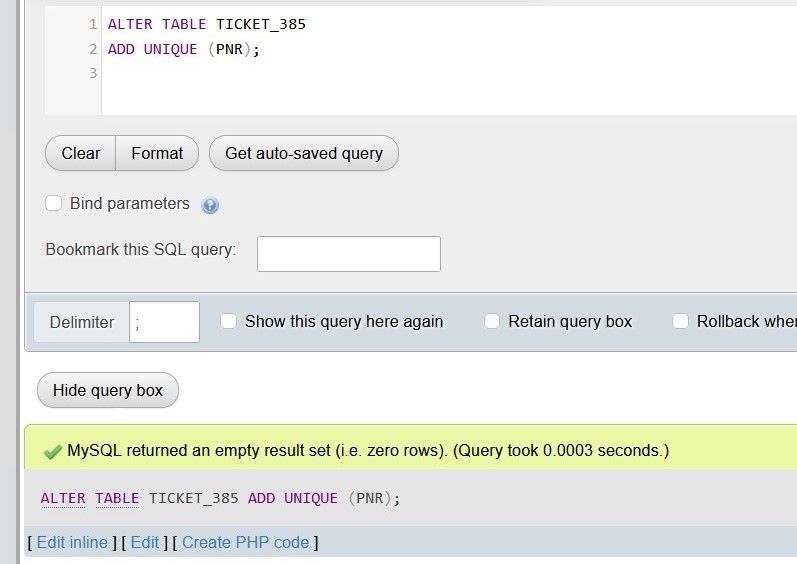 1 ALTER TABLE TICKET_385
2 ADD UNIQUE (PNR);
3
Clear Format Get auto-saved query
Bind parameters ?
Bookmark this SQL query:
Delimiter ; Show this query here again Retain query box Rollback when
Hide query box
MySQL returned an empty result set (i.e. zero rows). (Query took 0.0003 seconds.)
ALTER TABLE TICKET_385 ADD UNIQUE (PNR);
[ Edit inline ] [ Edit ] [ Create PHP code ]